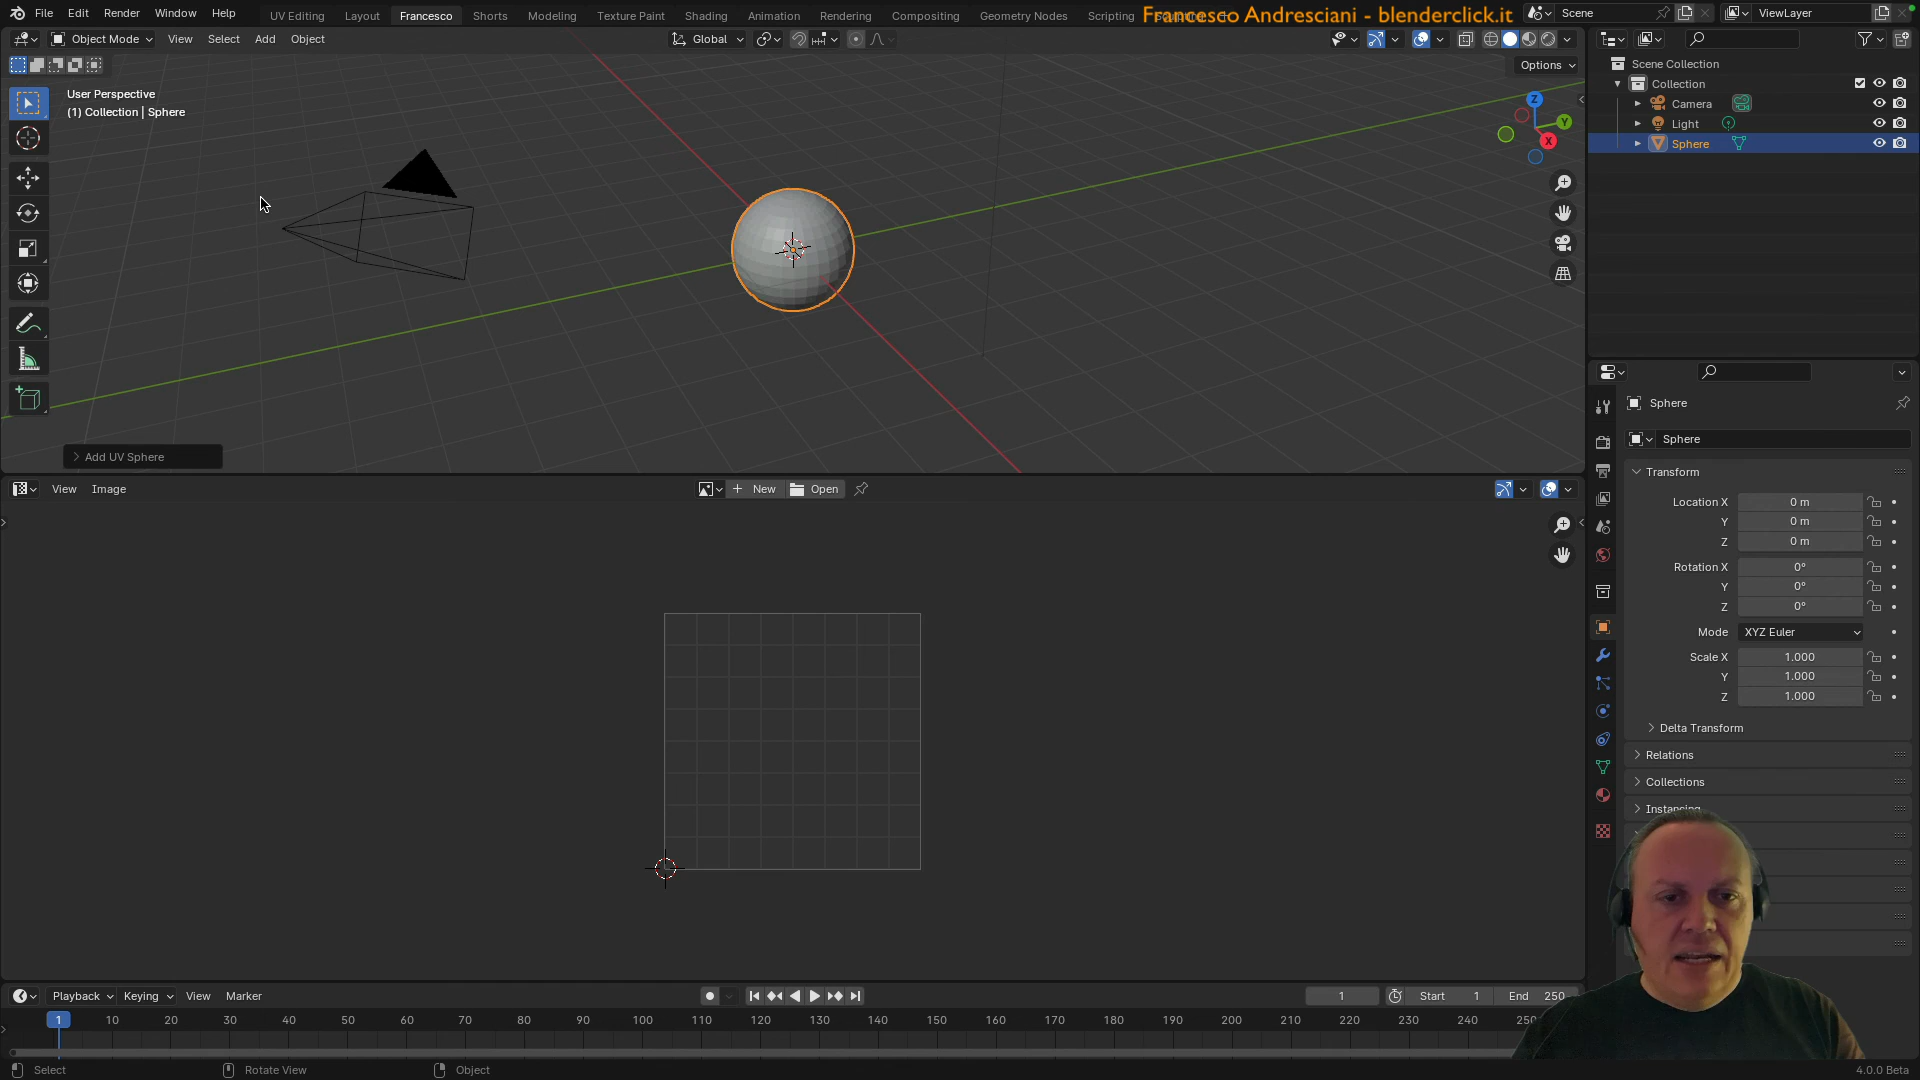 File Edit Render Window Help
UV Editing Layout Francesco Shorts Modeling Texture Paint Shading Animation Rendering Compositing Geometry Nodes Scripting
Francesco Andresciani - blenderclick.it
Scene ViewLayer
Object Mode View Select Add Object
Global
Options
User Perspective
(1) Collection | Sphere
Z
Y
X
Add UV Sphere
Scene Collection
Collection
Camera
Light
Sphere
Sphere
Sphere
Transform
Location X 0 m
Y 0 m
Z 0 m
Rotation X 0°
Y 0°
Z 0°
Mode XYZ Euler
Scale X 1.000
Y 1.000
Z 1.000
Delta Transform
Relations
Collections
Instancing
View Image
New Open
Playback Keying View Marker
1 Start 1 End 250
1 10 20 30 40 50 60 70 80 90 100 110 120 130 140 150 160 170 180 190 200 210 220 230 240 250
Select Rotate View Object
4.0.0 Beta